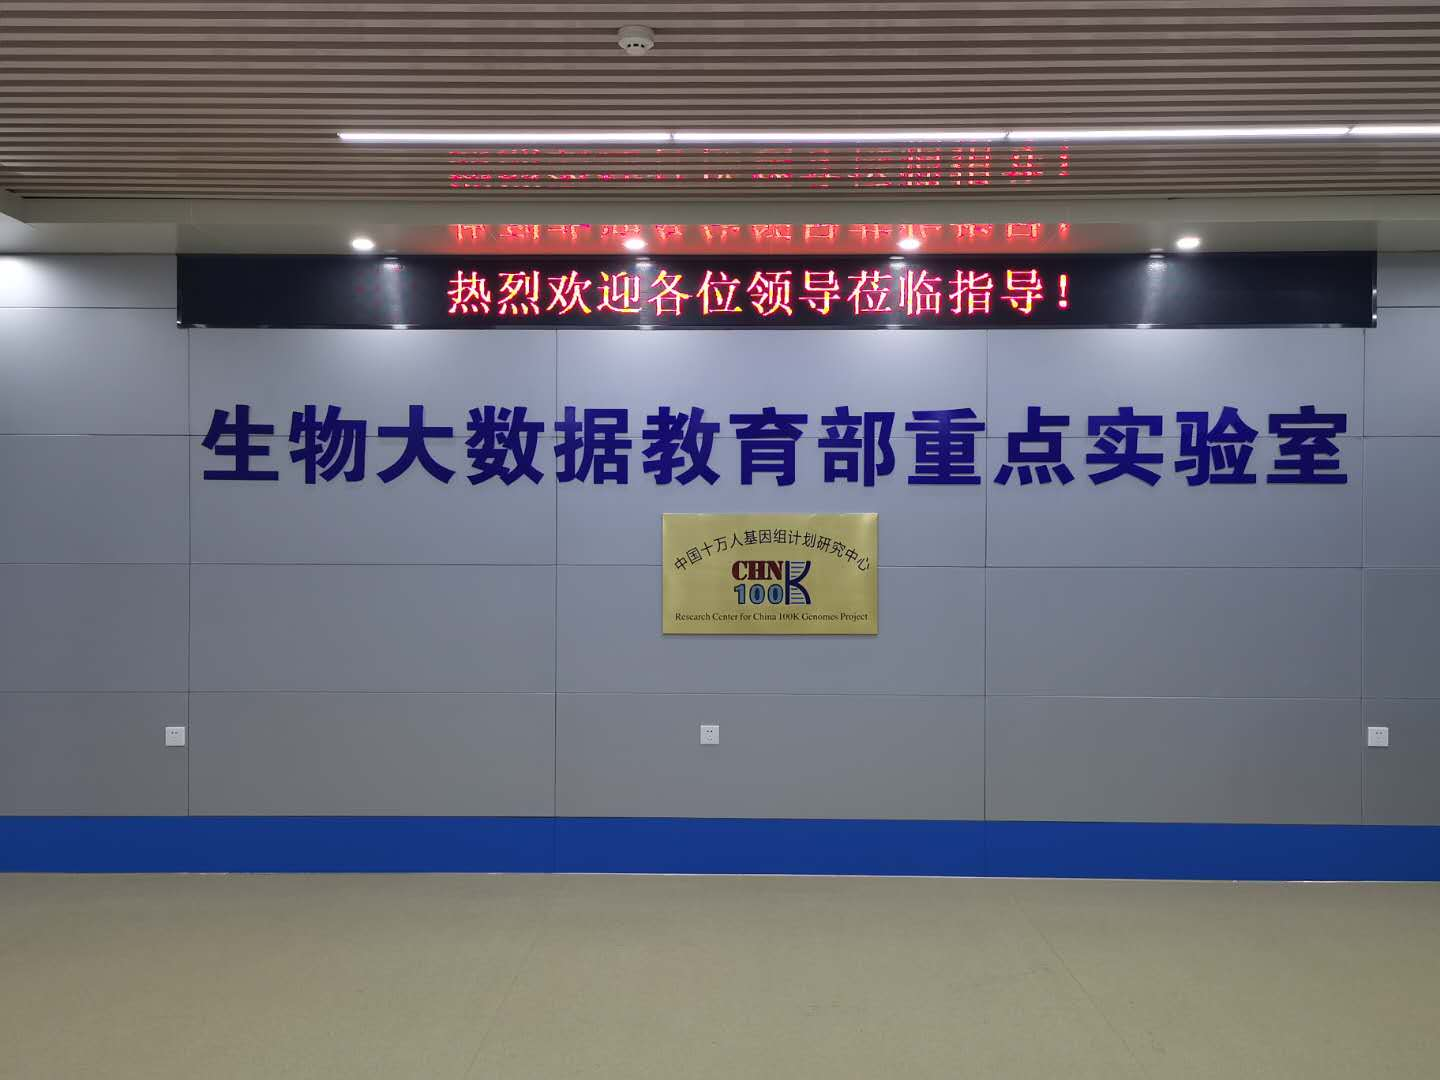 热烈欢迎各位领导莅临指导！
生物大数据教育部重点实验室
中国十万人基因组计划研究中心
CHN
100K
Research Center for China 100K Genomes Project